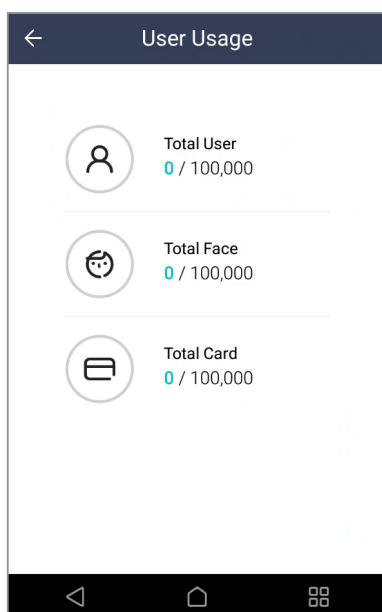 User Usage
Total User
0 / 100,000
Total Face
0 / 100,000
Total Card
0 / 100,000